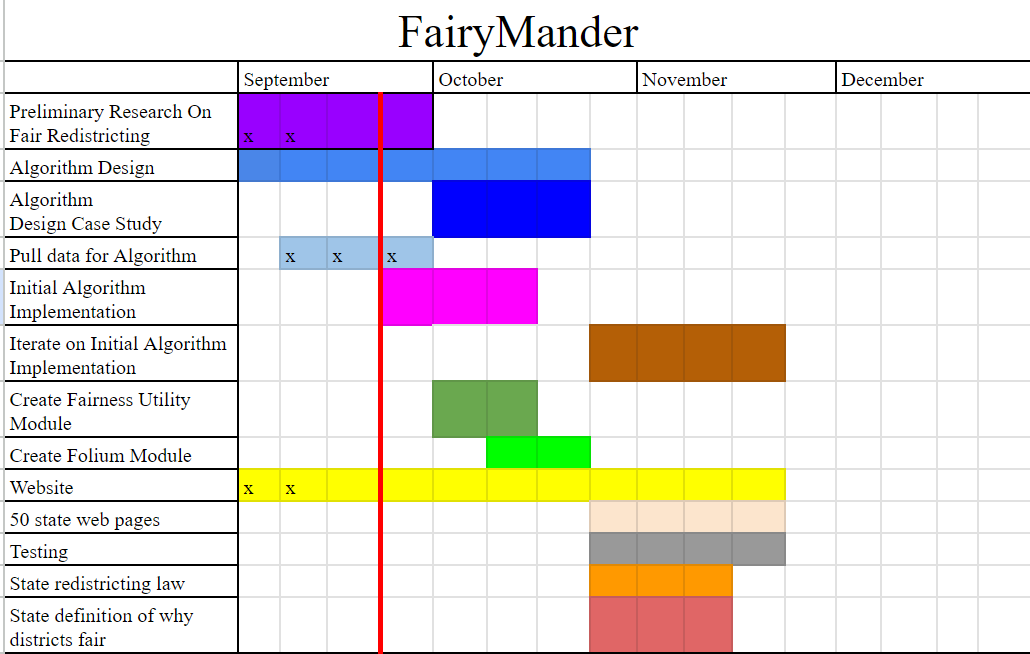 FairyMander
September October November December
Preliminary Research On
Fair Redistricting
x x
Algorithm Design
Algorithm
Design Case Study
Pull data for Algorithm x x x
Initial Algorithm
Implementation
Iterate on Initial Algorithm
Implementation
Create Fairness Utility
Module
Create Folium Module
Website x x
50 state web pages
Testing
State redistricting law
State definition of why
districts fair